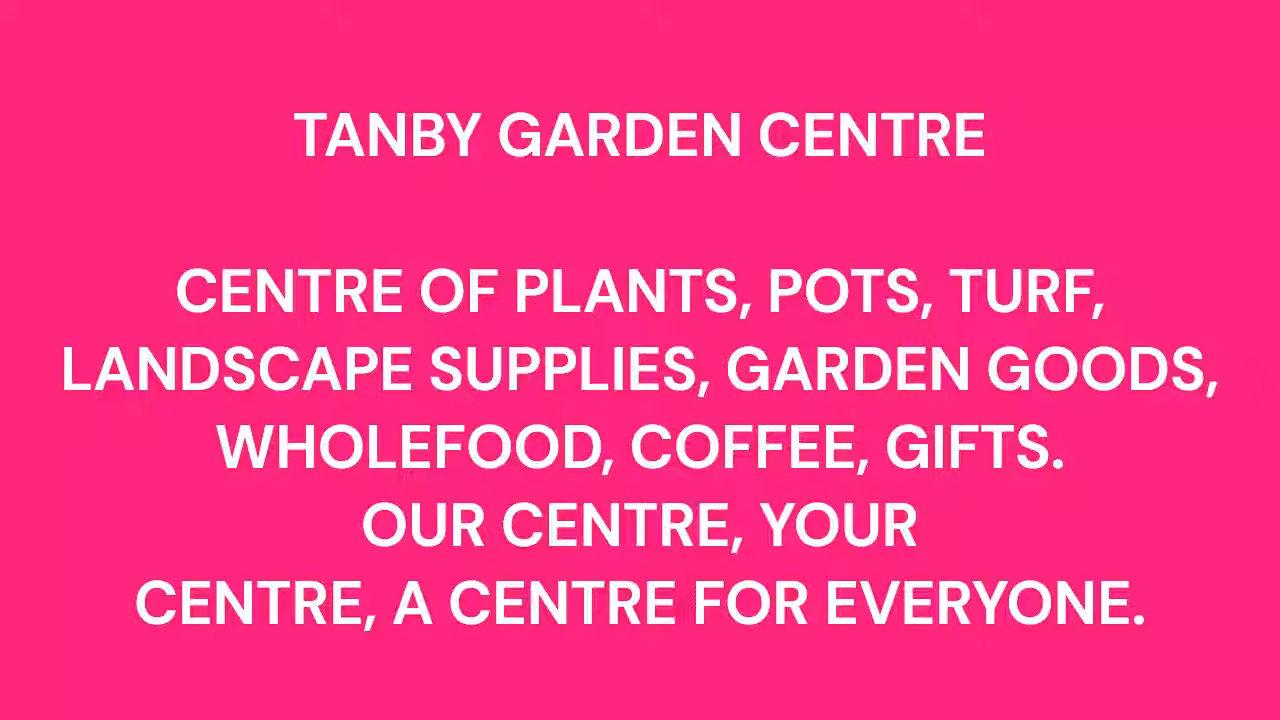 TANBY GARDEN CENTRE
CENTRE OF PLANTS, POTS, TURF,
LANDSCAPE SUPPLIES, GARDEN GOODS,
WHOLEFOOD, COFFEE, GIFTS.
OUR CENTRE, YOUR
CENTRE, A CENTRE FOR EVERYONE.